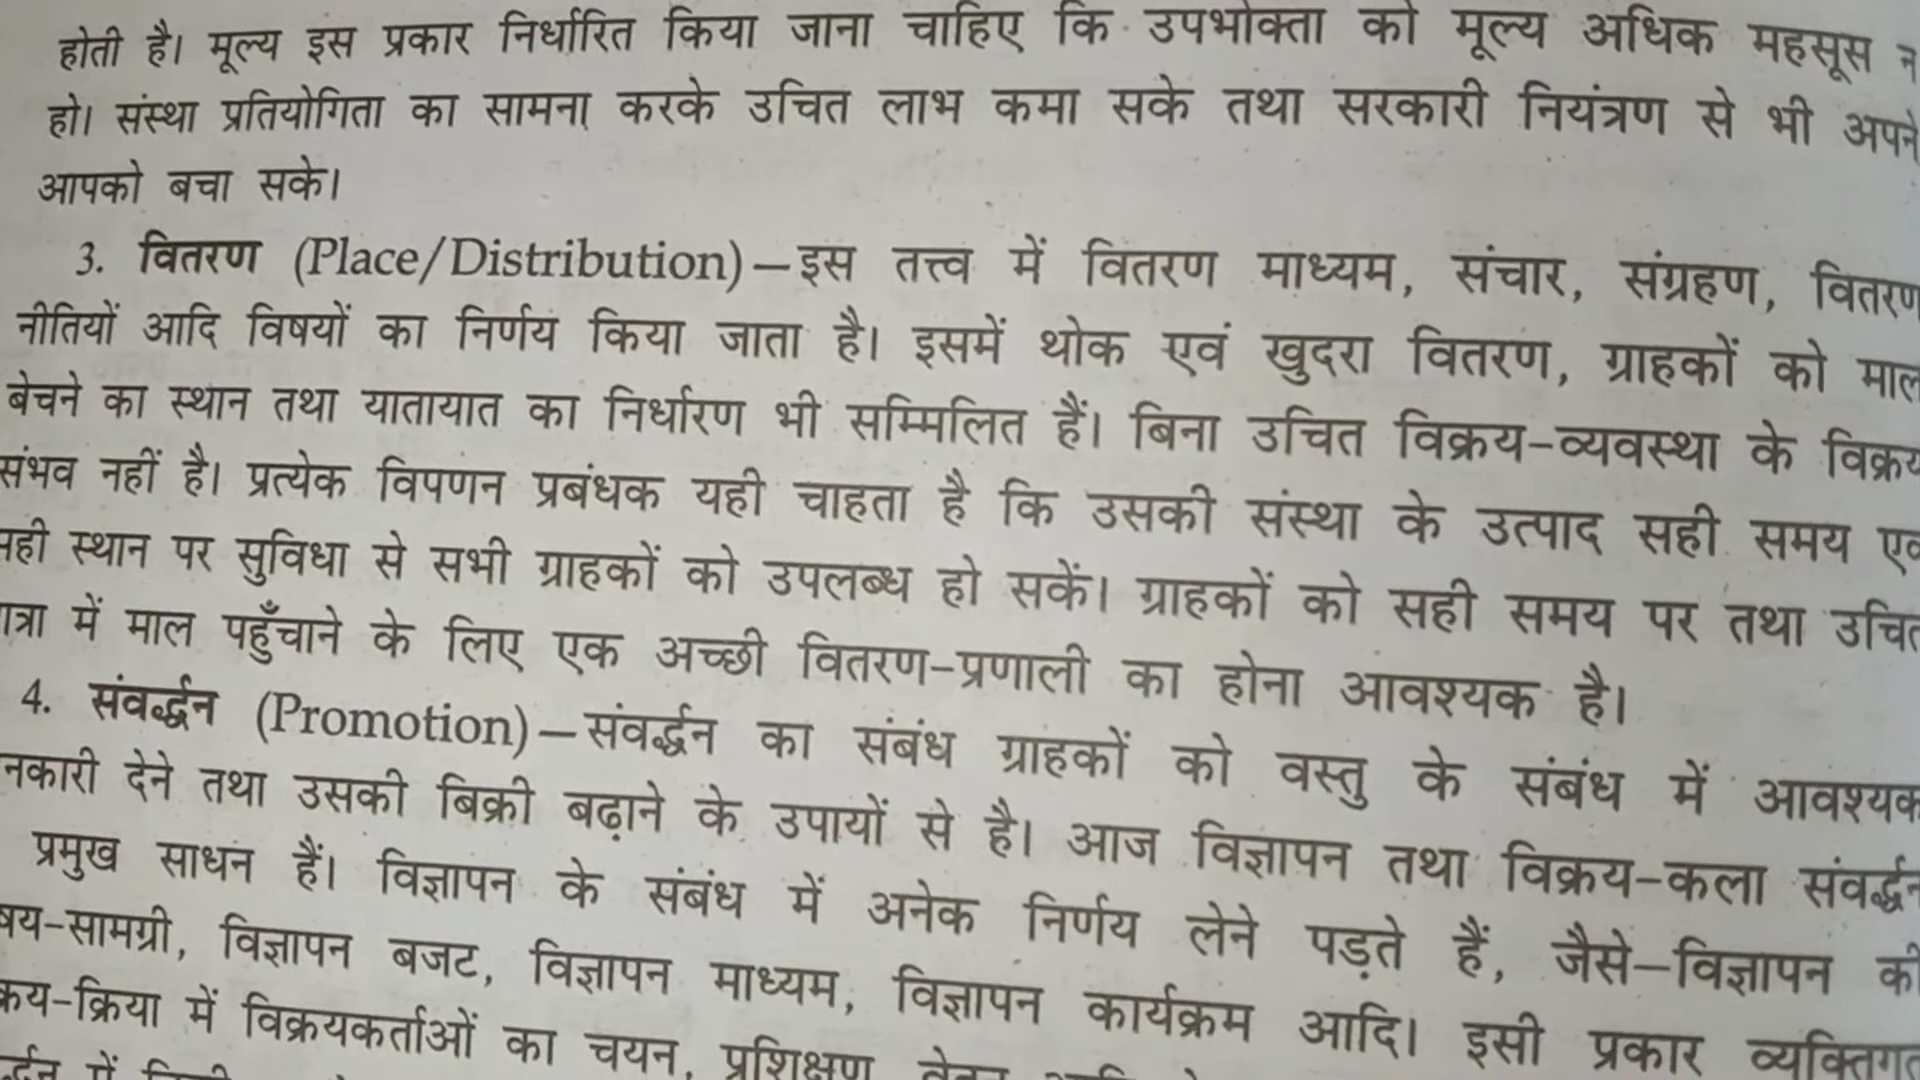 होती है। मूल्य इस प्रकार निर्धारित किया जाना चाहिए कि उपभोक्ता को मूल्य अधिक महसूस न
हो। संस्था प्रतियोगिता का सामना करके उचित लाभ कमा सके तथा सरकारी नियंत्रण से भी अपने
आपको बचा सके।
3. वितरण (Place/Distribution)—इस तत्त्व में वितरण माध्यम, संचार, संग्रहण, वितरण
नीतियों आदि विषयों का निर्णय किया जाता है। इसमें थोक एवं खुदरा वितरण, ग्राहकों को माल
बेचने का स्थान तथा यातायात का निर्धारण भी सम्मिलित हैं। बिना उचित विक्रय-व्यवस्था के विक्रय
संभव नहीं है। प्रत्येक विपणन प्रबंधक यही चाहता है कि उसकी संस्था के उत्पाद सही समय एवं
सही स्थान पर सुविधा से सभी ग्राहकों को उपलब्ध हो सकें। ग्राहकों को सही समय पर तथा उचित
में माल पहुँचाने के लिए एक अच्छी वितरण-प्रणाली का होना आवश्यक है।
4. संवर्द्धन (Promotion)—संवर्द्धन का संबंध ग्राहकों को वस्तु के संबंध में आवश्यक
नकारी देने तथा उसकी बिक्री बढ़ाने के उपायों से है। आज विज्ञापन तथा विक्रय-कला संवर्द्धन
प्रमुख साधन हैं। विज्ञापन के संबंध में अनेक निर्णय लेने पड़ते हैं, जैसे—विज्ञापन की
षय-सामग्री, विज्ञापन बजट, विज्ञापन माध्यम, विज्ञापन कार्यक्रम आदि। इसी प्रकार व्यक्तिगत
क्रय-क्रिया में विक्रयकर्ताओं का चयन, प्रशिक्षण